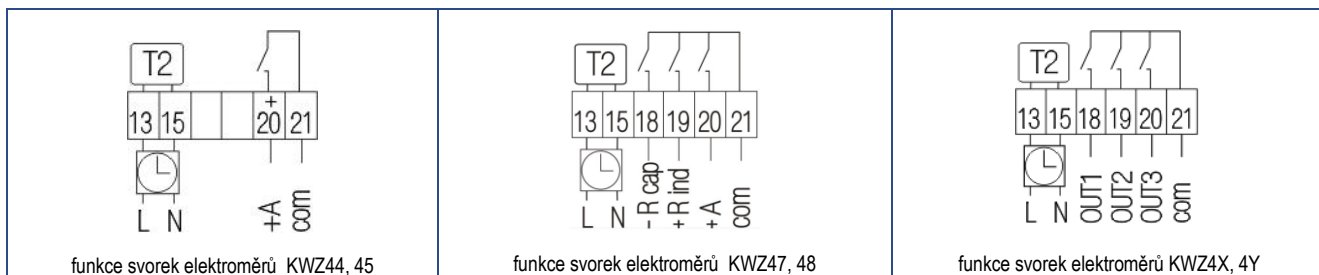 T2
+
13 15 20 21
L N +A com
funkce svorek elektroměrů KWZ44, 45
T2
13 15 18 19 20 21
L N - R cap + R ind + A com
funkce svorek elektroměrů KWZ47, 48
T2
13 15 18 19 20 21
L N OUT1 OUT2 OUT3 com
funkce svorek elektroměrů KWZ4X, 4Y